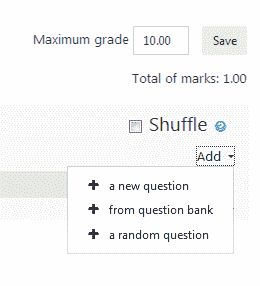 Maximum grade 10.00 Save
Total of marks: 1.00
Shuffle
Add
a new question
from question bank
a random question